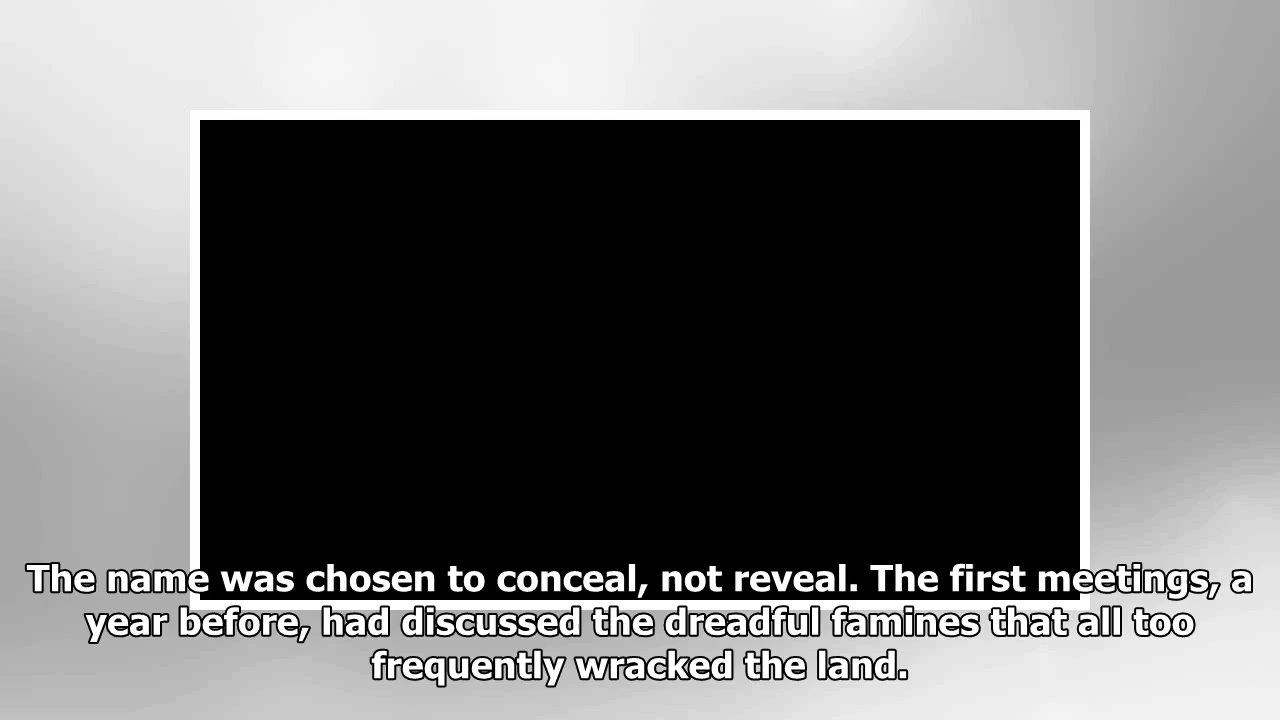 The name was chosen to conceal, not reveal. The first meetings, a
year before, had discussed the dreadful famines that all too
frequently wracked the land.